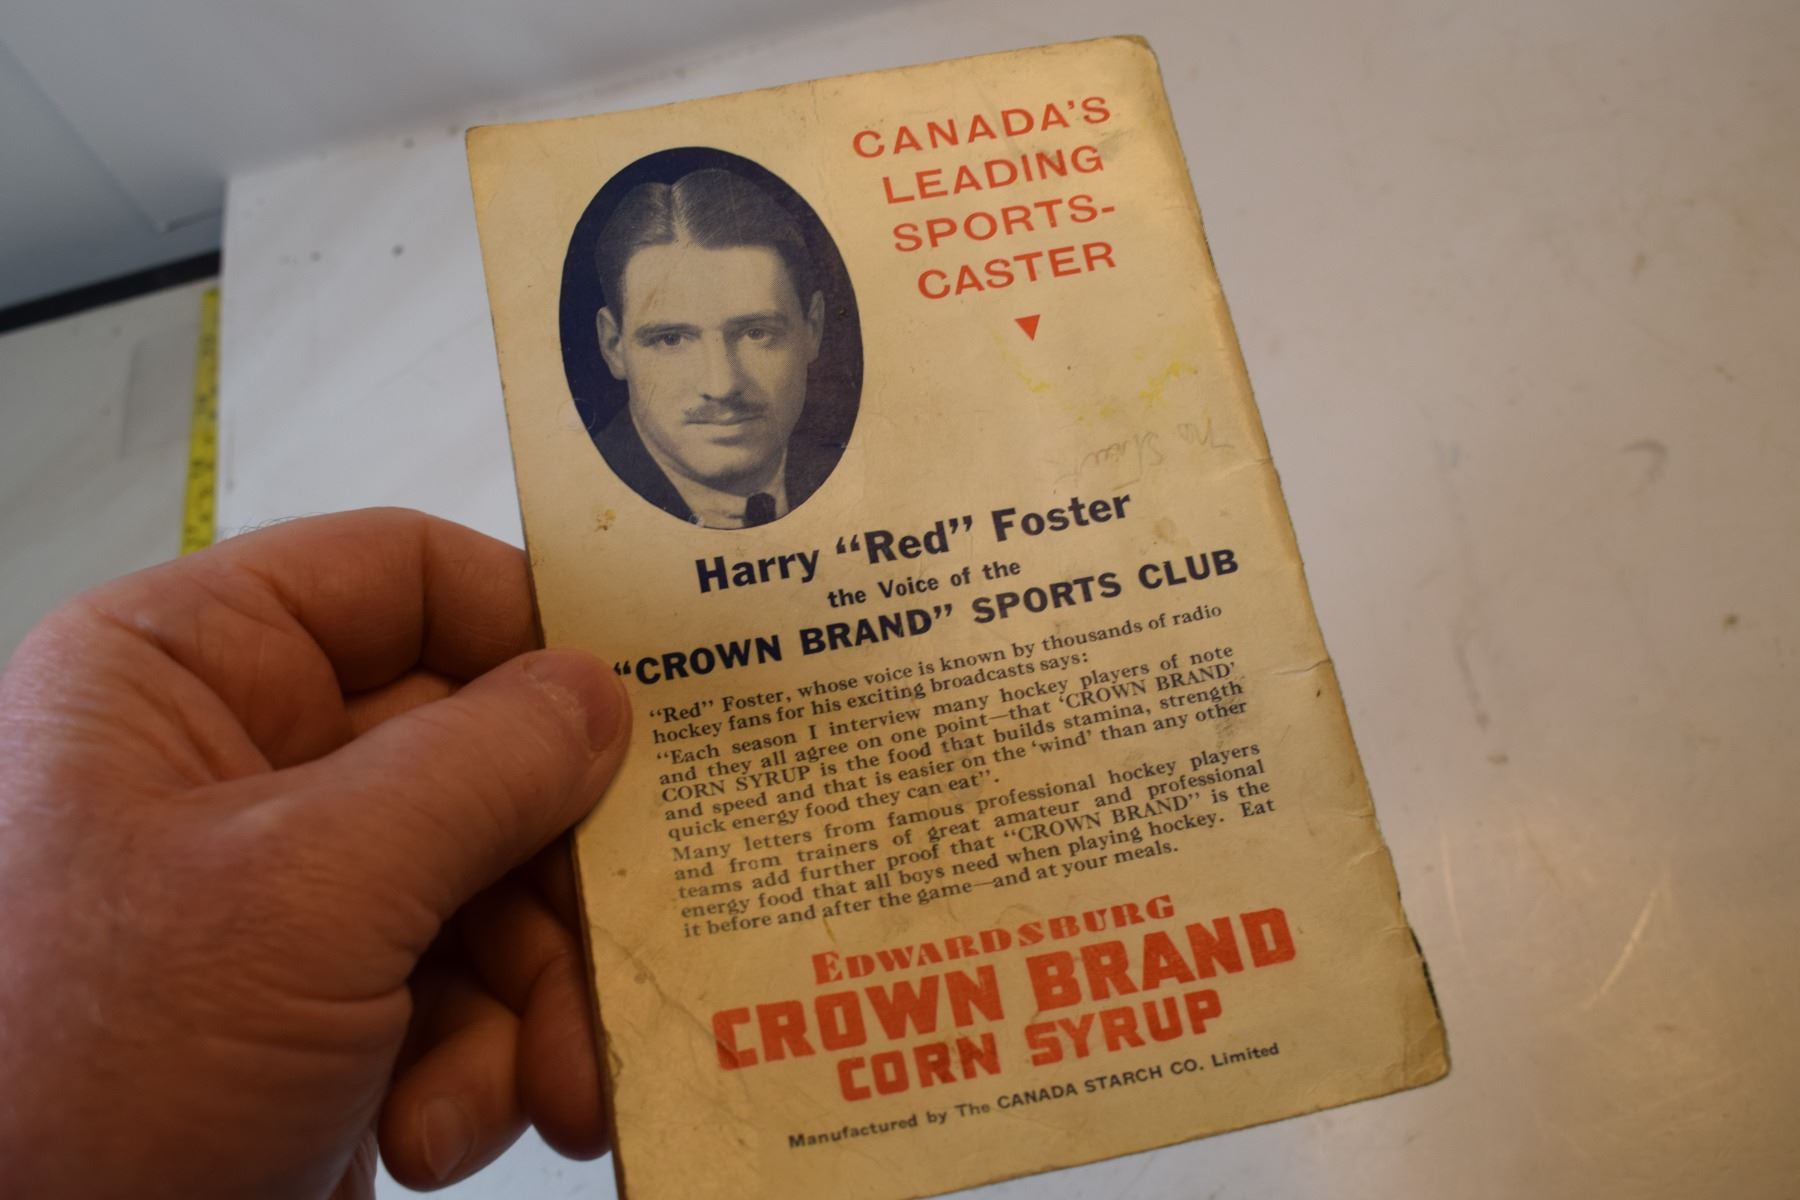 CANADA'S
LEADING
SPORTS-
CASTER
Harry “Red” Foster
the Voice of the
“CROWN BRAND” SPORTS CLUB
“Red” Foster, whose voice is known by thousands of radio
hockey fans for his exciting broadcasts says:
“Each season I interview many hockey players of note
and they all agree on one point—that ‘CROWN BRAND’
CORN SYRUP is the food that builds stamina, strength
and speed and that is easier on the ‘wind’ than any other
quick energy food they can eat”.
Many letters from famous professional hockey players
and from trainers of great amateur and professional
teams add further proof that “CROWN BRAND” is the
energy food that all boys need when playing hockey. Eat
it before and after the game—and at your meals.
EDWARDSBURG
CROWN BRAND
CORN SYRUP
Manufactured by The CANADA STARCH CO. Limited